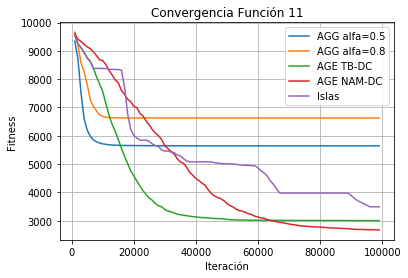 Convergencia Función 11
AGG alfa=0.5
AGG alfa=0.8
AGE TB-DC
AGE NAM-DC
Islas
Fitness
10000
9000
8000
7000
6000
5000
4000
3000
0 20000 40000 60000 80000 100000
Iteración